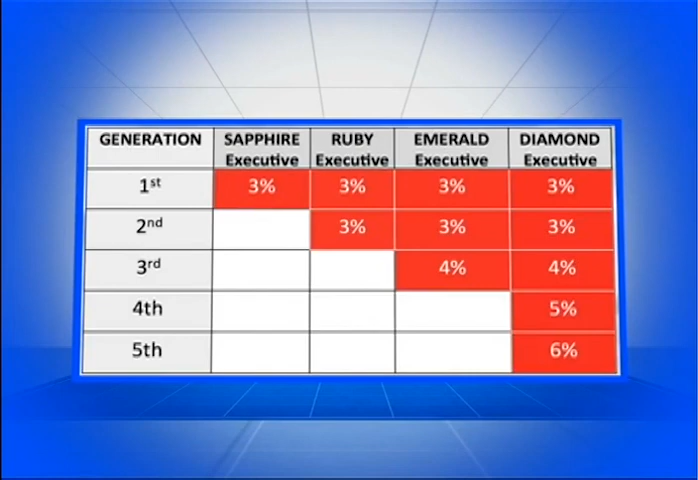 GENERATION SAPPHIRE Executive RUBY Executive EMERALD Executive DIAMOND Executive
1st 3% 3% 3% 3%
2nd 3% 3% 3%
3rd 4% 4%
4th 5%
5th 6%